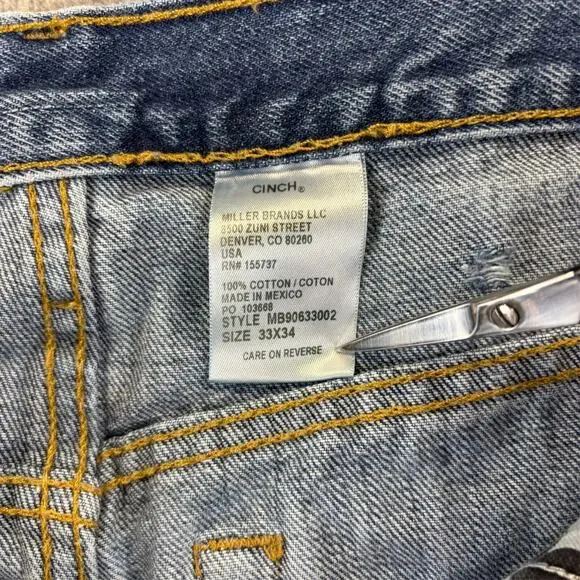 CINCH®
MILLER BRANDS LLC
8500 ZUNI STREET
DENVER, CO 80260
USA
RN# 155737
100% COTTON / COTON
MADE IN MEXICO
PO 103668
STYLE MB90633002
SIZE 33X34
CARE ON REVERSE